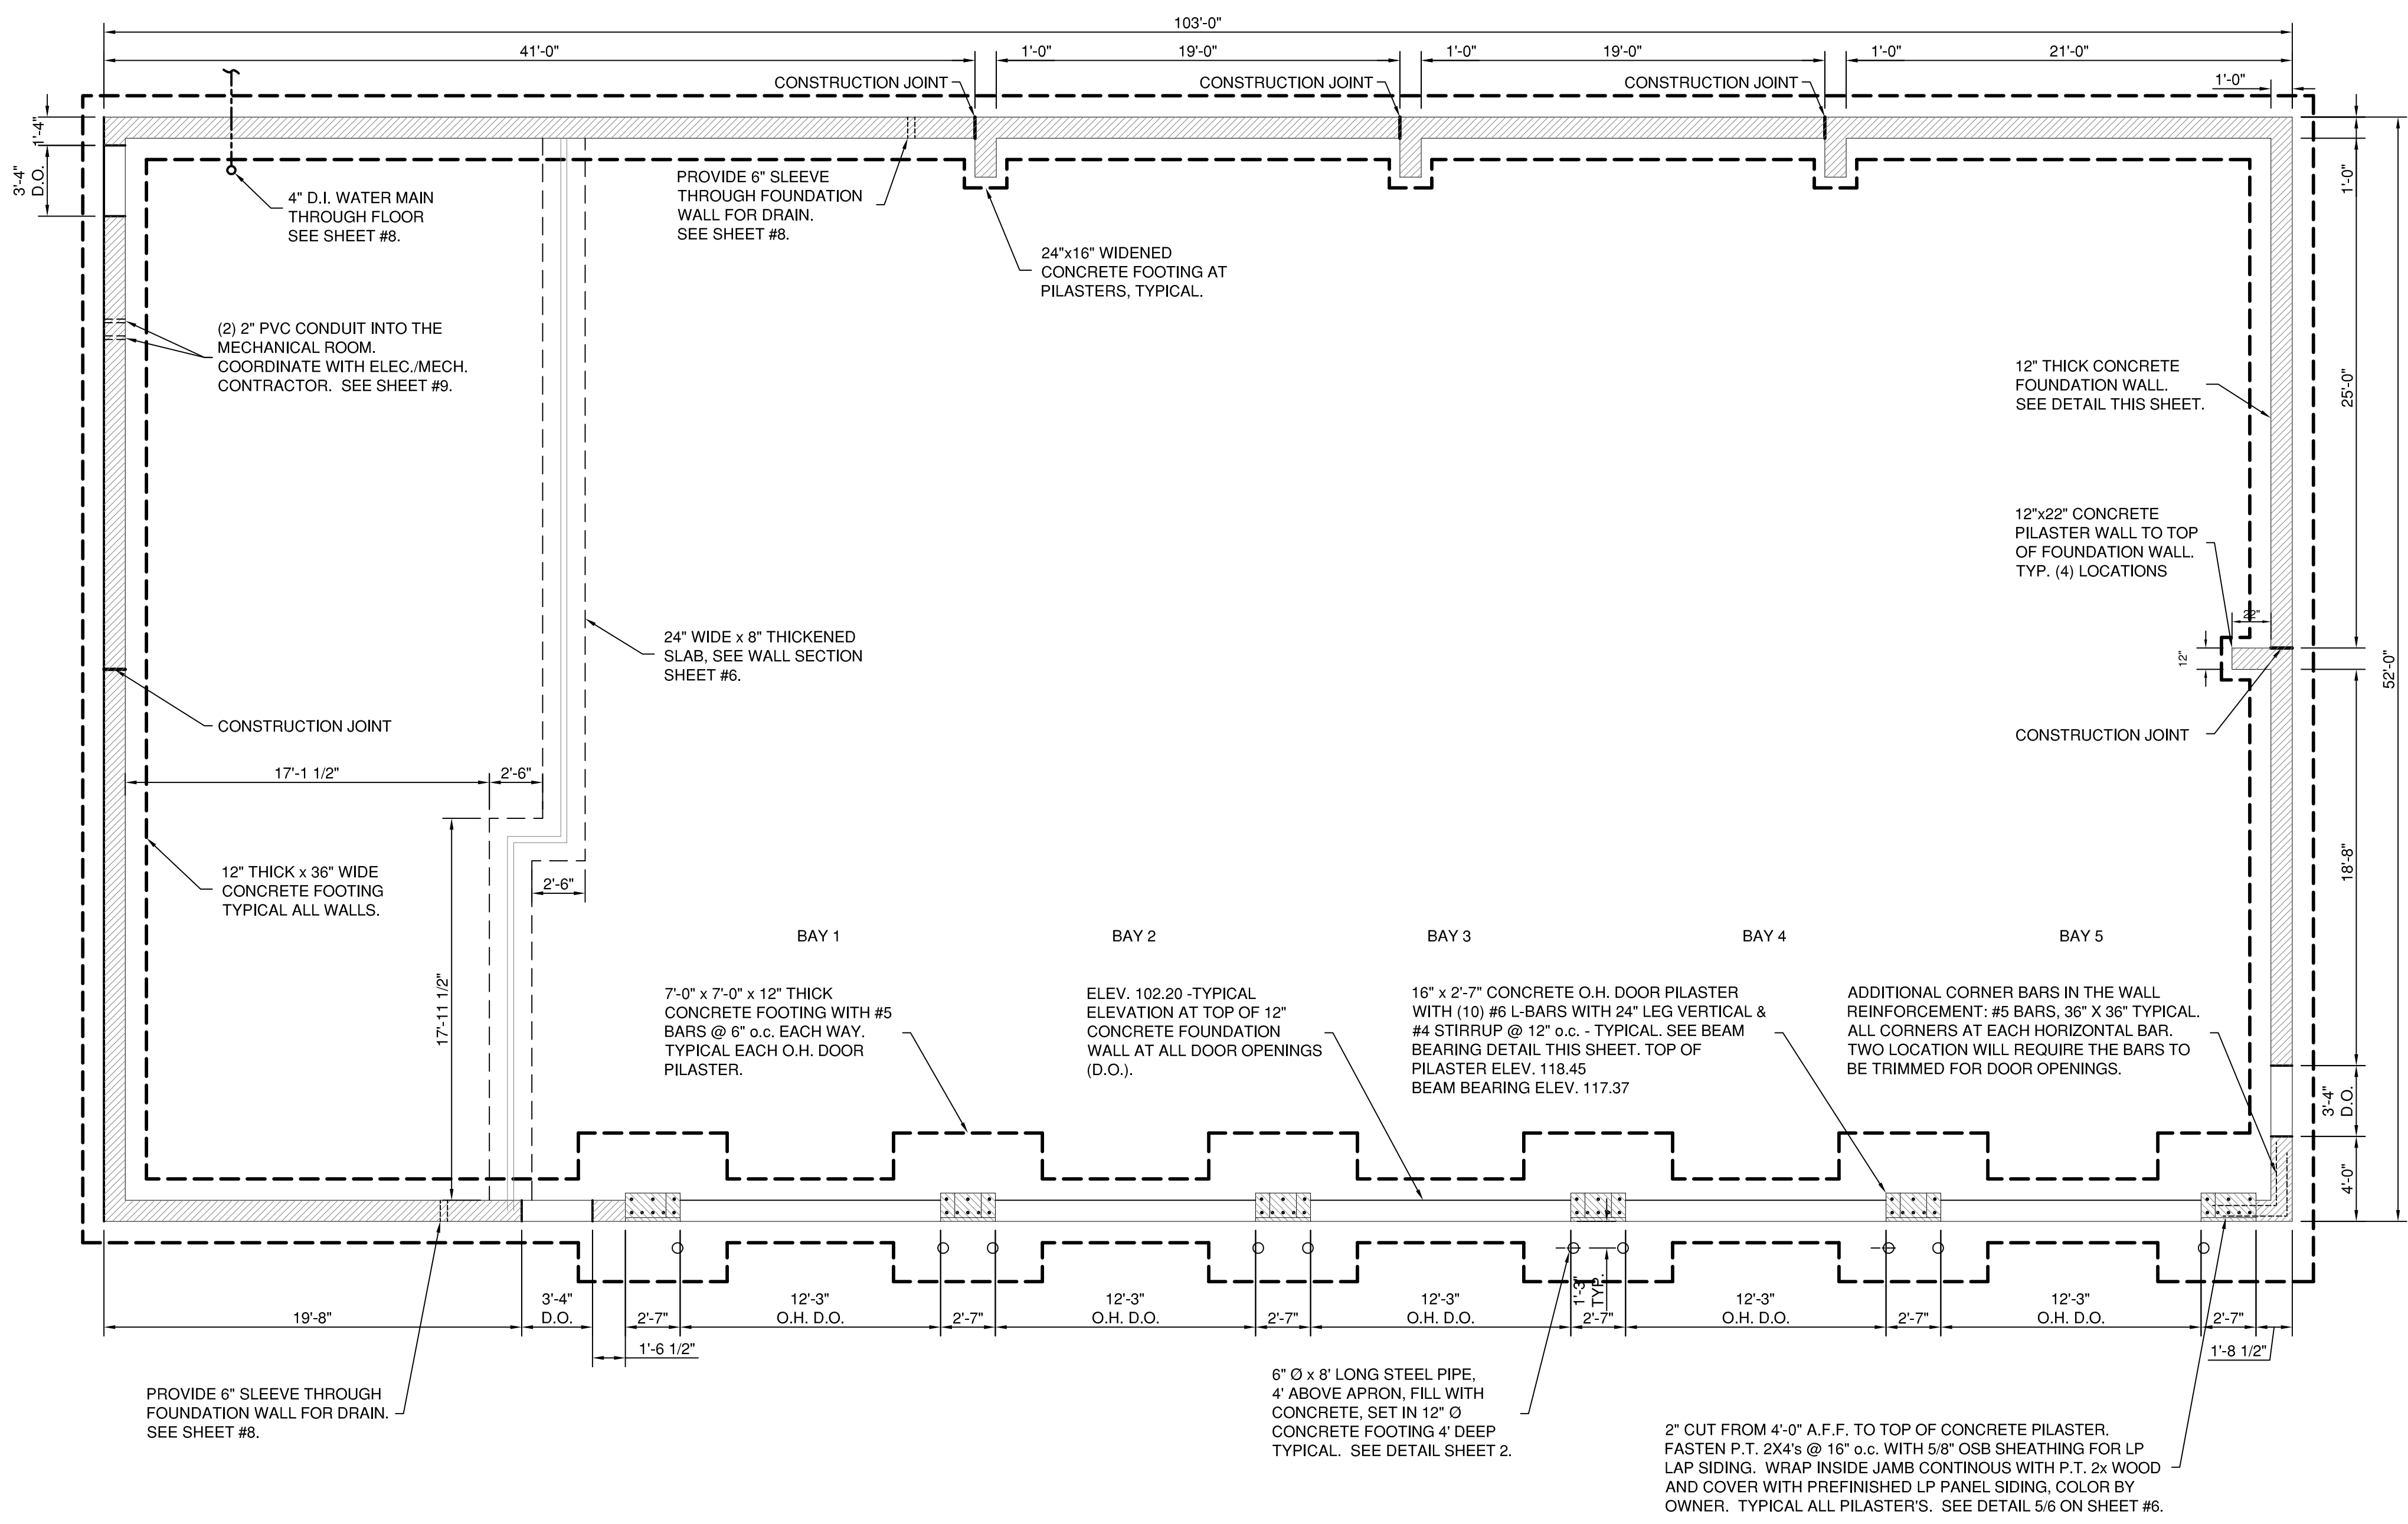 103'-0"
41'-0"
1'-0"
19'-0"
1'-0"
19'-0"
1'-0"
21'-0"
1'-0"
CONSTRUCTION JOINT
CONSTRUCTION JOINT
CONSTRUCTION JOINT
1'-4"
3'-4"
D.O.
4" D.I. WATER MAIN
THROUGH FLOOR
SEE SHEET #8.
PROVIDE 6" SLEEVE
THROUGH FOUNDATION
WALL FOR DRAIN.
SEE SHEET #8.
24"x16" WIDENED
CONCRETE FOOTING AT
PILASTERS, TYPICAL.
1'-0"
(2) 2" PVC CONDUIT INTO THE
MECHANICAL ROOM.
COORDINATE WITH ELEC./MECH.
CONTRACTOR. SEE SHEET #9.
12" THICK CONCRETE
FOUNDATION WALL.
SEE DETAIL THIS SHEET.
25'-0"
12"x22" CONCRETE
PILASTER WALL TO TOP
OF FOUNDATION WALL.
TYP. (4) LOCATIONS
22"
12"
52'-0"
24" WIDE x 8" THICKENED
SLAB, SEE WALL SECTION
SHEET #6.
CONSTRUCTION JOINT
CONSTRUCTION JOINT
17'-1 1/2"
2'-6"
12" THICK x 36" WIDE
CONCRETE FOOTING
TYPICAL ALL WALLS.
2'-6"
18'-8"
17'-11 1/2"
BAY 1
BAY 2
BAY 3
BAY 4
BAY 5
7'-0" x 7'-0" x 12" THICK
CONCRETE FOOTING WITH #5
BARS @ 6" o.c. EACH WAY.
TYPICAL EACH O.H. DOOR
PILASTER.
ELEV. 102.20 -TYPICAL
ELEVATION AT TOP OF 12"
CONCRETE FOUNDATION
WALL AT ALL DOOR OPENINGS
(D.O.).
16" x 2'-7" CONCRETE O.H. DOOR PILASTER
WITH (10) #6 L-BARS WITH 24" LEG VERTICAL &
#4 STIRRUP @ 12" o.c. - TYPICAL. SEE BEAM
BEARING DETAIL THIS SHEET. TOP OF
PILASTER ELEV. 118.45
BEAM BEARING ELEV. 117.37
ADDITIONAL CORNER BARS IN THE WALL
REINFORCEMENT: #5 BARS, 36" X 36" TYPICAL.
ALL CORNERS AT EACH HORIZONTAL BAR.
TWO LOCATION WILL REQUIRE THE BARS TO
BE TRIMMED FOR DOOR OPENINGS.
3'-4"
D.O.
4'-0"
1'-3"
TYP.
19'-8"
3'-4"
D.O.
2'-7"
12'-3"
O.H. D.O.
2'-7"
12'-3"
O.H. D.O.
2'-7"
12'-3"
O.H. D.O.
2'-7"
12'-3"
O.H. D.O.
2'-7"
12'-3"
O.H. D.O.
2'-7"
1'-6 1/2"
1'-8 1/2"
PROVIDE 6" SLEEVE THROUGH
FOUNDATION WALL FOR DRAIN.
SEE SHEET #8.
6" Ø x 8' LONG STEEL PIPE,
4' ABOVE APRON, FILL WITH
CONCRETE, SET IN 12" Ø
CONCRETE FOOTING 4' DEEP
TYPICAL. SEE DETAIL SHEET 2.
2" CUT FROM 4'-0" A.F.F. TO TOP OF CONCRETE PILASTER.
FASTEN P.T. 2X4's @ 16" o.c. WITH 5/8" OSB SHEATHING FOR LP
LAP SIDING. WRAP INSIDE JAMB CONTINOUS WITH P.T. 2x WOOD
AND COVER WITH PREFINISHED LP PANEL SIDING, COLOR BY
OWNER. TYPICAL ALL PILASTER'S. SEE DETAIL 5/6 ON SHEET #6.